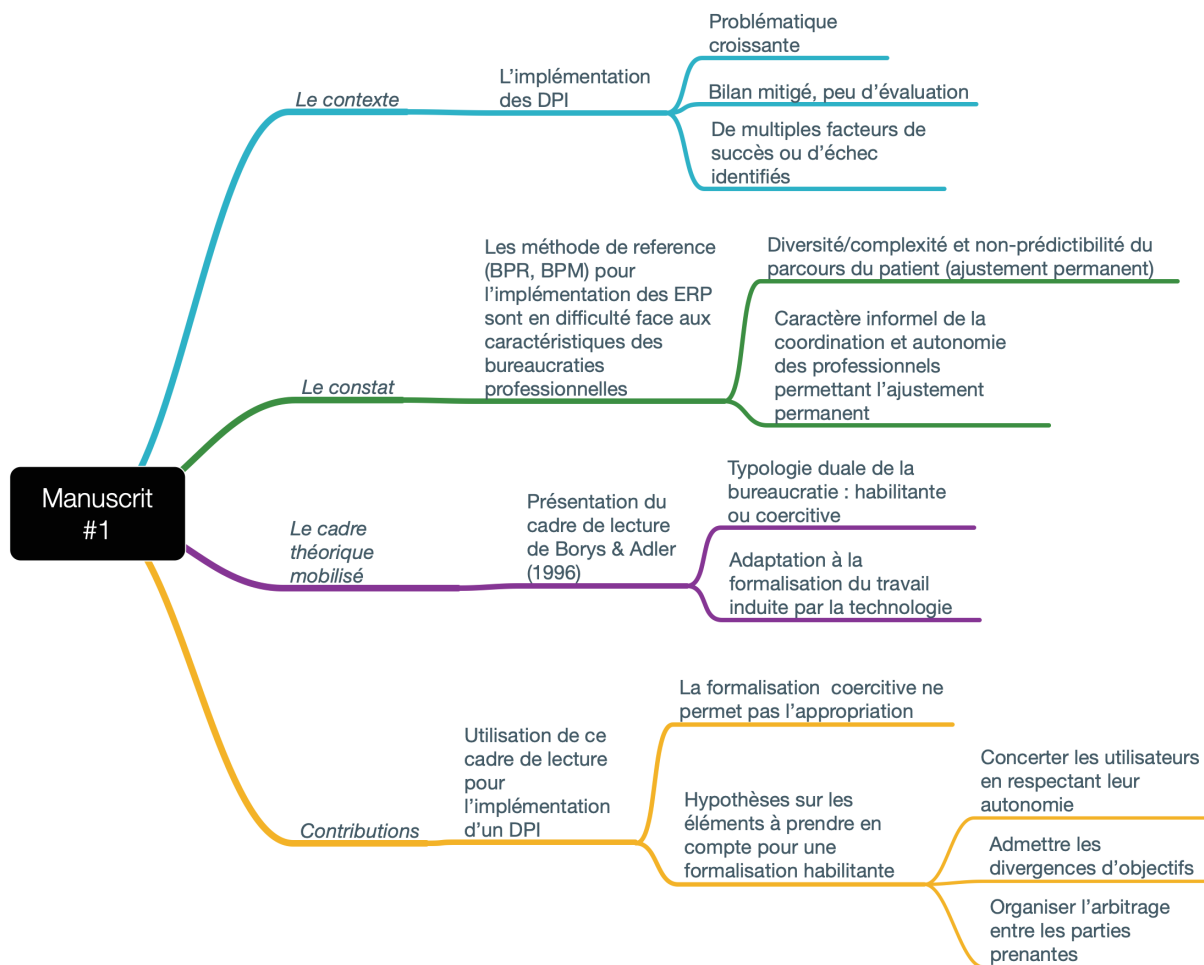 Manuscrit
#1
Le contexte
L'implémentation
des DPI
Problématique
croissante
Bilan mitigé, peu d'évaluation
De multiples facteurs de
succès ou d'échec
identifiés
Le constat
Les méthode de reference
(BPR, BPM) pour
l'implémentation des ERP
sont en difficulté face aux
caractéristiques des
bureaucraties
professionnelles
Diversité/complexité et non-prédictibilité du
parcours du patient (ajustement permanent)
Caractère informel de la
coordination et autonomie
des professionnels
permettant l'ajustement
permanent
Le cadre
théorique
mobilisé
Présentation du
cadre de lecture
de Borys & Adler
(1996)
Typologie duale de la
bureaucratie : habilitante
ou coercitive
Adaptation à la
formalisation du travail
induite par la technologie
Contributions
Utilisation de ce
cadre de lecture
pour
l'implémentation
d'un DPI
La formalisation  coercitive ne
permet pas l'appropriation
Hypothèses sur les
éléments à prendre en
compte pour une
formalisation habilitante
Concerter les utilisateurs
en respectant leur
autonomie
Admettre les
divergences d'objectifs
Organiser l'arbitrage
entre les parties
prenantes